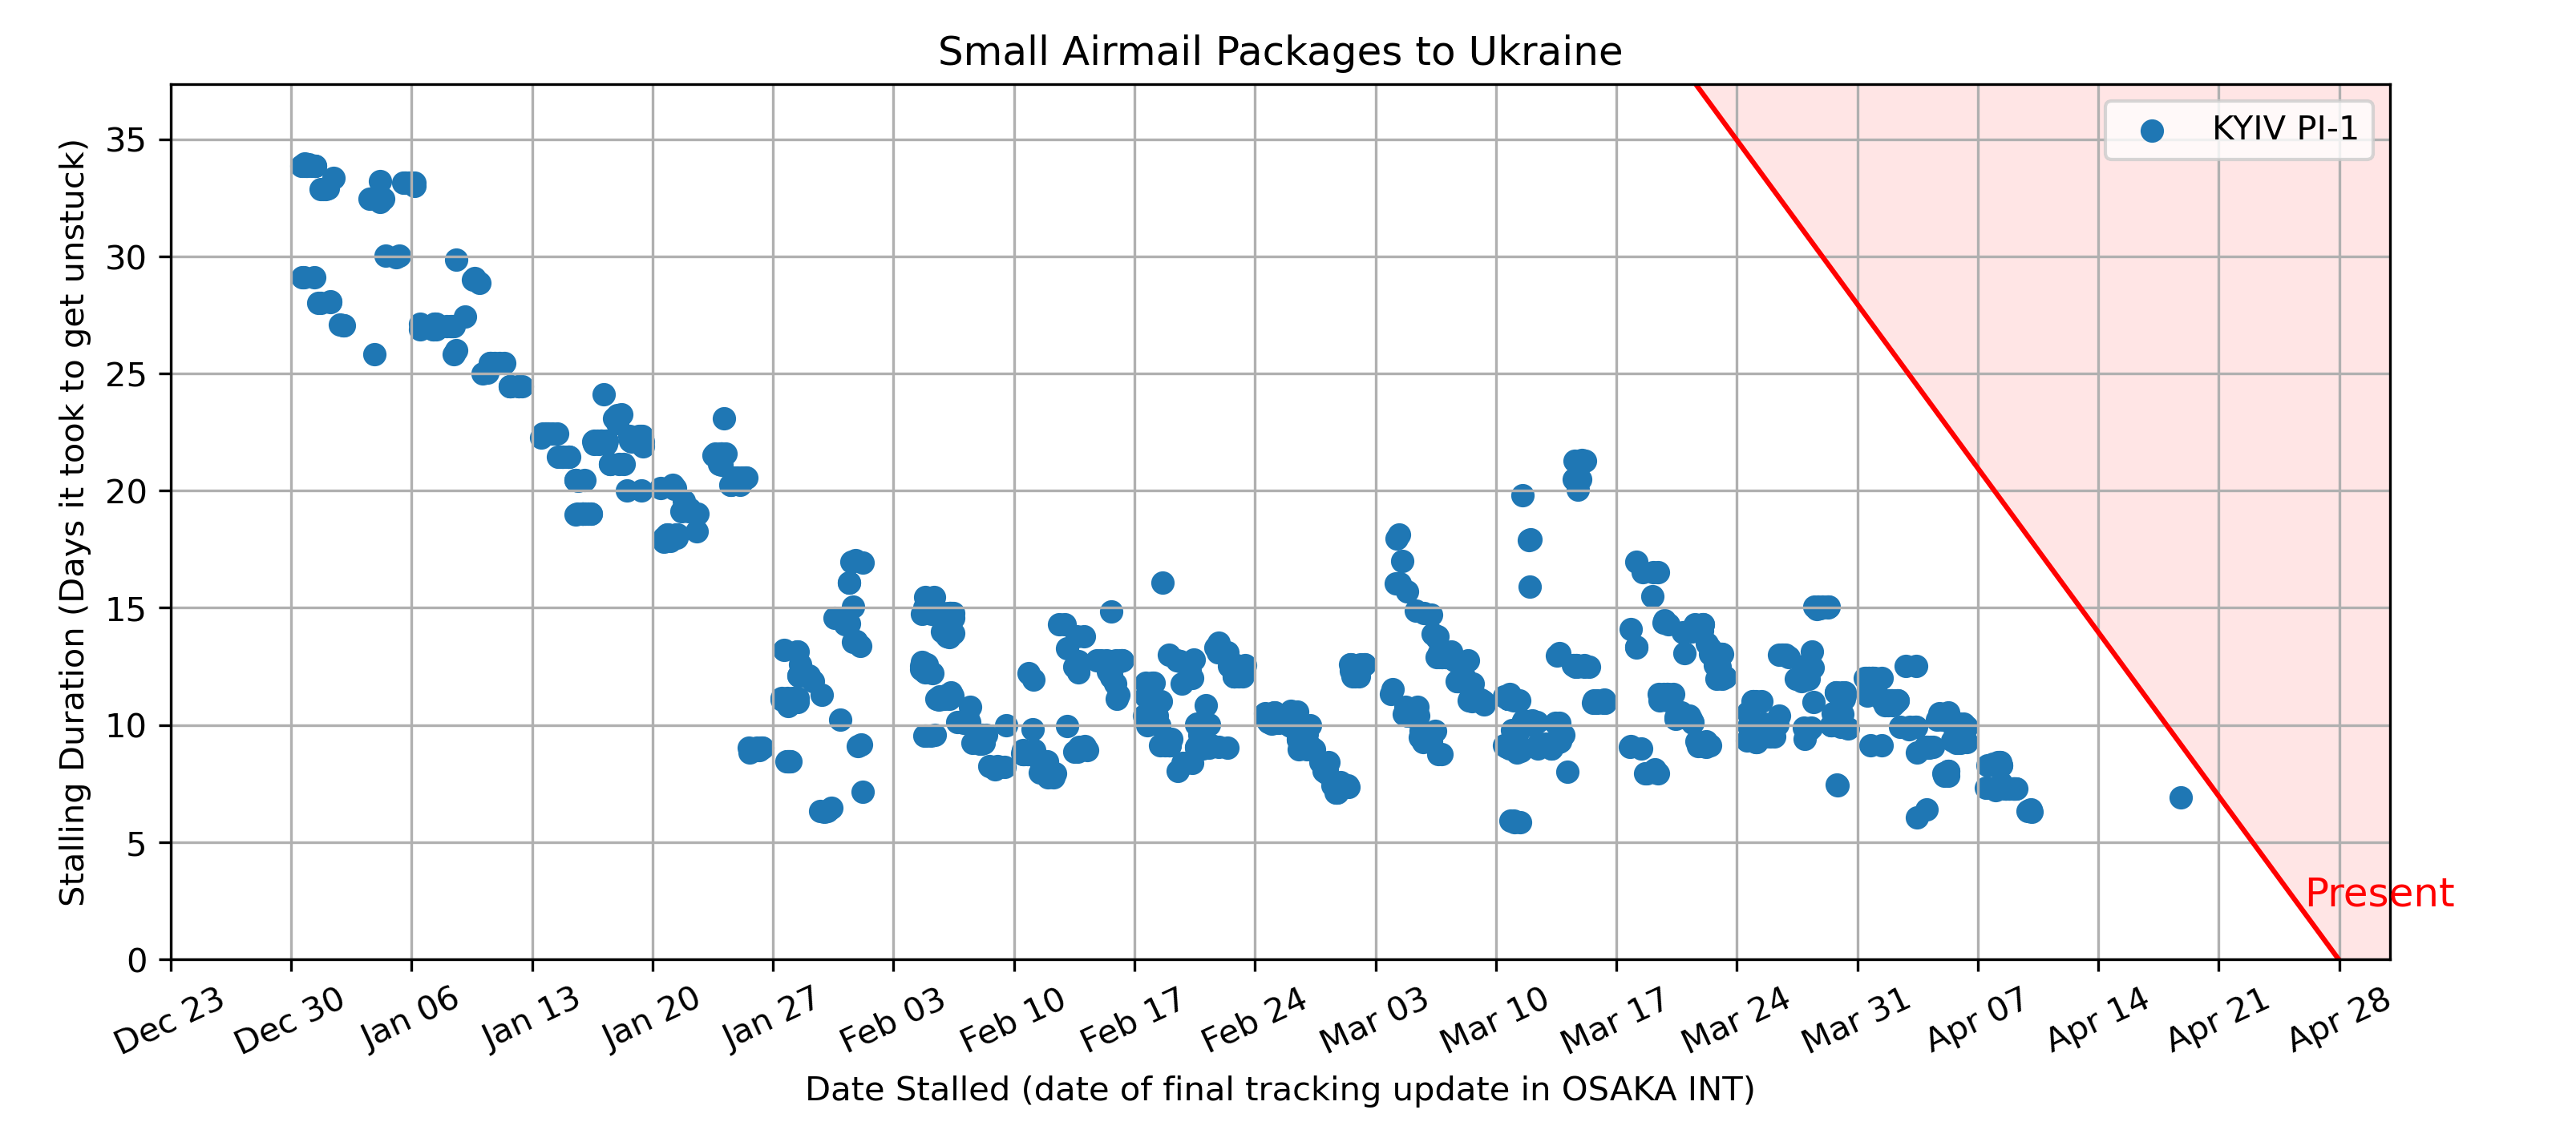 Small Airmail Packages to Ukraine
KYIV PI-1
Stalling Duration (Days it took to get unstuck)
35
30
25
20
15
10
5
0
Present
Dec 23
Dec 30
Jan 06
Jan 13
Jan 20
Jan 27
Feb 03
Feb 10
Feb 17
Feb 24
Mar 03
Mar 10
Mar 17
Mar 24
Mar 31
Apr 07
Apr 14
Apr 21
Apr 28
Date Stalled (date of final tracking update in OSAKA INT)